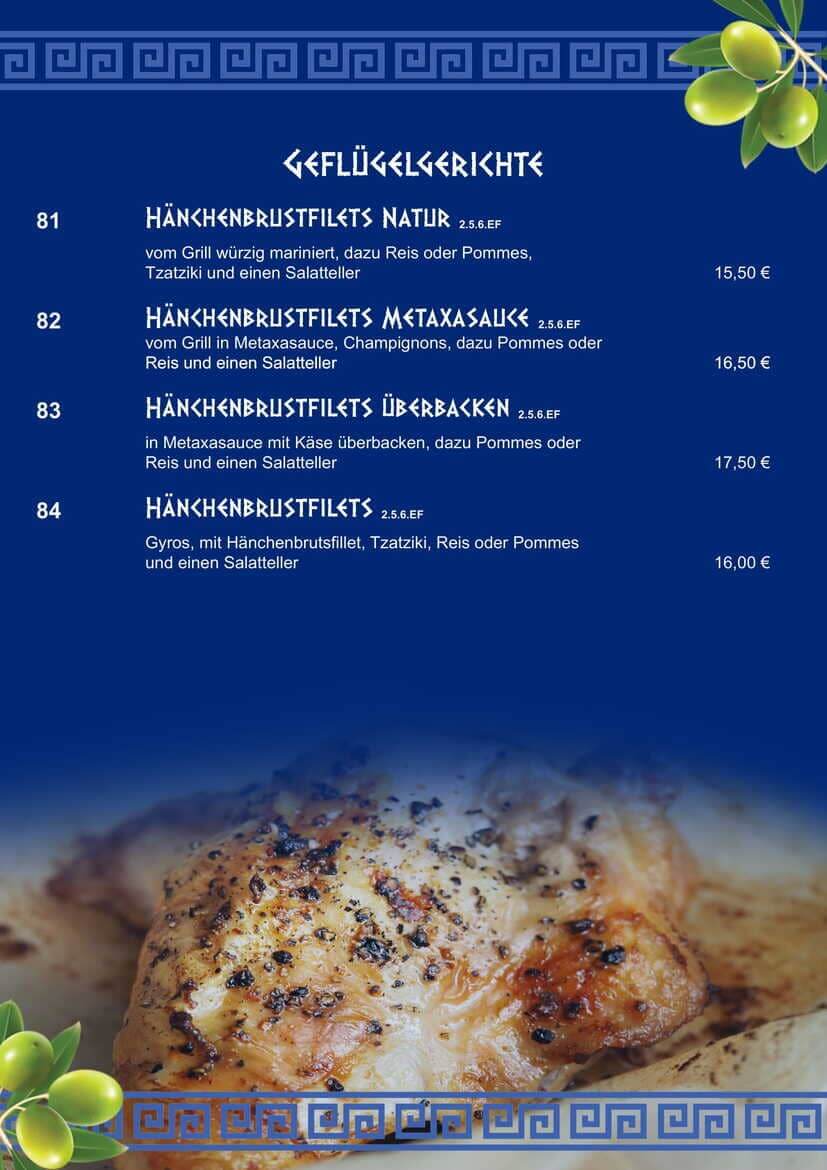 Geflügelgerichte
81 Hänchenbrustfilets Natur 2.5.6.EF
vom Grill würzig mariniert, dazu Reis oder Pommes,
Tzatziki und einen Salatteller 15,50 €
82 Hänchenbrustfilets Metaxasauce 2.5.6.EF
vom Grill in Metaxasauce, Champignons, dazu Pommes oder
Reis und einen Salatteller 16,50 €
83 Hänchenbrustfilets Überbacken 2.5.6.EF
in Metaxasauce mit Käse überbacken, dazu Pommes oder
Reis und einen Salatteller 17,50 €
84 Hänchenbrustfilets 2.5.6.EF
Gyros, mit Hänchenbrutsfillet, Tzatziki, Reis oder Pommes
und einen Salatteller 16,00 €